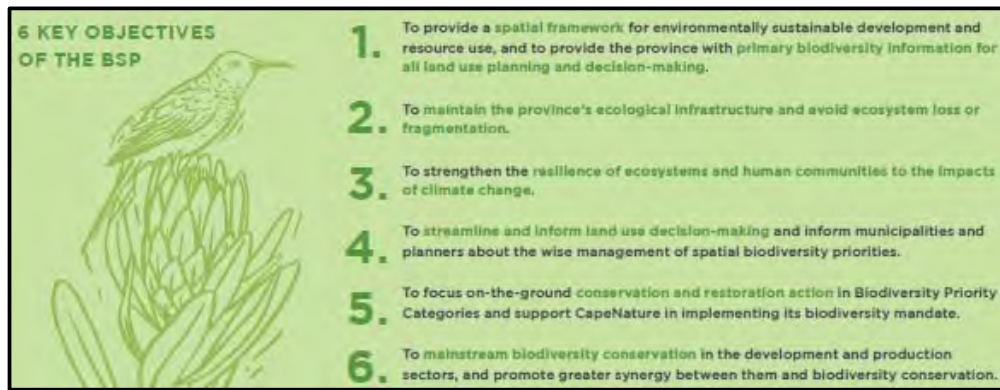 6 KEY OBJECTIVES
OF THE BSP
1. To provide a spatial framework for environmentally sustainable development and
resource use, and to provide the province with primary biodiversity information for
all land use planning and decision-making.
2. To maintain the province's ecological infrastructure and avoid ecosystem loss or
fragmentation.
3. To strengthen the resilience of ecosystems and human communities to the impacts
of climate change.
4. To streamline and inform land use decision-making and inform municipalities and
planners about the wise management of spatial biodiversity priorities.
5. To focus on-the-ground conservation and restoration action in Biodiversity Priority
Categories and support CapeNature in implementing its biodiversity mandate.
6. To mainstream biodiversity conservation in the development and production
sectors, and promote greater synergy between them and biodiversity conservation.